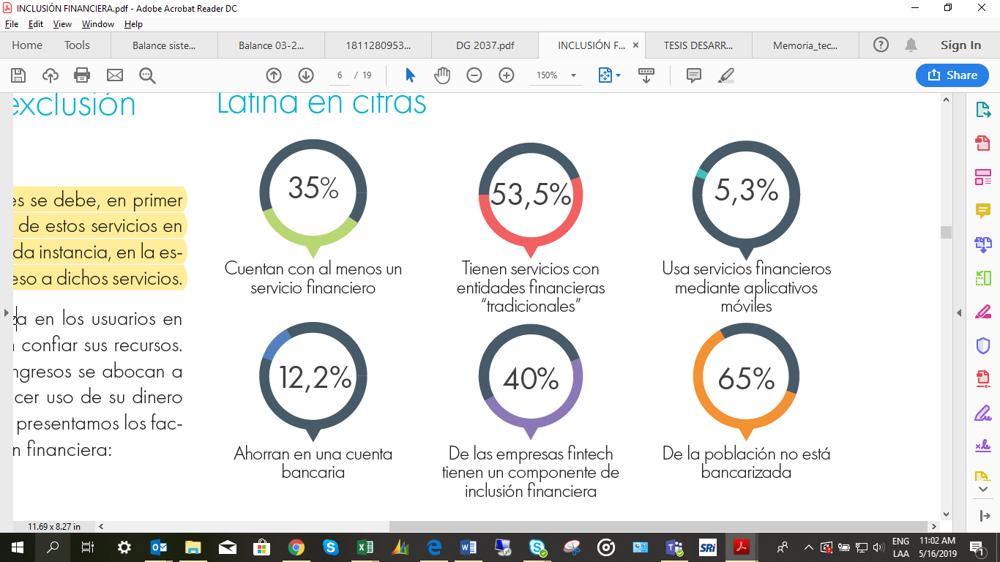 INCLUSIÓN FINANCIERA.pdf - Adobe Acrobat Reader DC
File Edit View Window Help
Home Tools Balance siste... Balance 03-2... 1811280953... DG 2037.pdf INCLUSIÓN F... × TESIS DESARR... Memoria_tec... Sign In
6 / 19 150% Share
exclusión
es se debe, en primer
de estos servicios en
da instancia, en la es-
eso a dichos servicios.
za en los usuarios en
n confiar sus recursos.
ngresos se abocan a
cer uso de su dinero
presentamos los fac-
n financiera:
Latina en cifras
35%
Cuentan con al menos un
servicio financiero
53,5%
Tienen servicios con
entidades financieras
“tradicionales”
5,3%
Usa servicios financieros
mediante aplicativos
móviles
12,2%
Ahorran en una cuenta
bancaria
40%
De las empresas fintech
tienen un componente de
inclusión financiera
65%
De la población no está
bancarizada
11.69 x 8.27 in
SRi
ENG 11:02 AM
LAA 5/16/2019
1